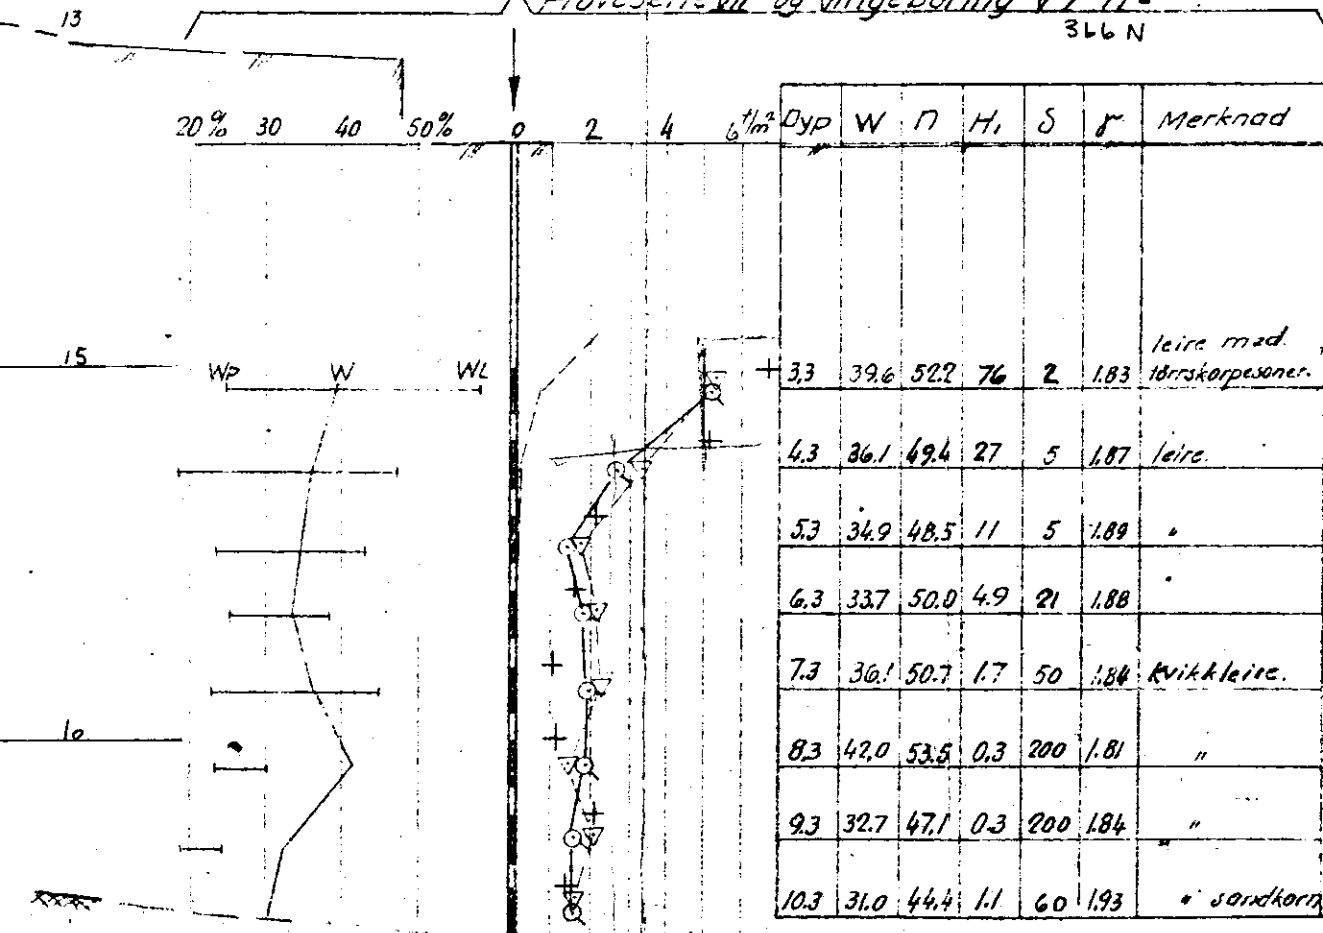 Prøveserie VII og vingeboring V
366 N
13
20 % 30 40 50% 0 2 4 6 t/m²
Dyp W n H₁ S γ Merknad
15
Wp W WL
leire med
3,3 39.6 52.2 76 2 1.83 tørrskorpesoner.
4.3 36.1 49.4 27 5 1.87 leire.
5.3 34.9 48.5 11 5 1.89 "
6.3 33.7 50.0 4.9 21 1.88 "
7.3 36.1 50.7 1.7 50 1.84 Kvikkleire.
10
8.3 42.0 53.5 0.3 200 1.81 "
9.3 32.7 47.1 0.3 200 1.84 "
10.3 31.0 44.4 1.1 60 1.93 " sandkorn